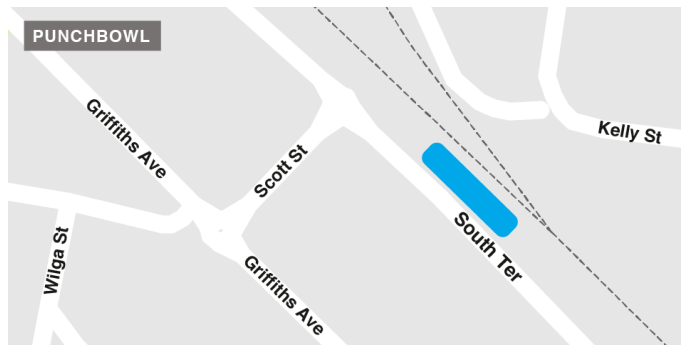 PUNCHBOWL
Griffiths Ave
Scott St
Kelly St
South Ter
Wilga St
Griffiths Ave